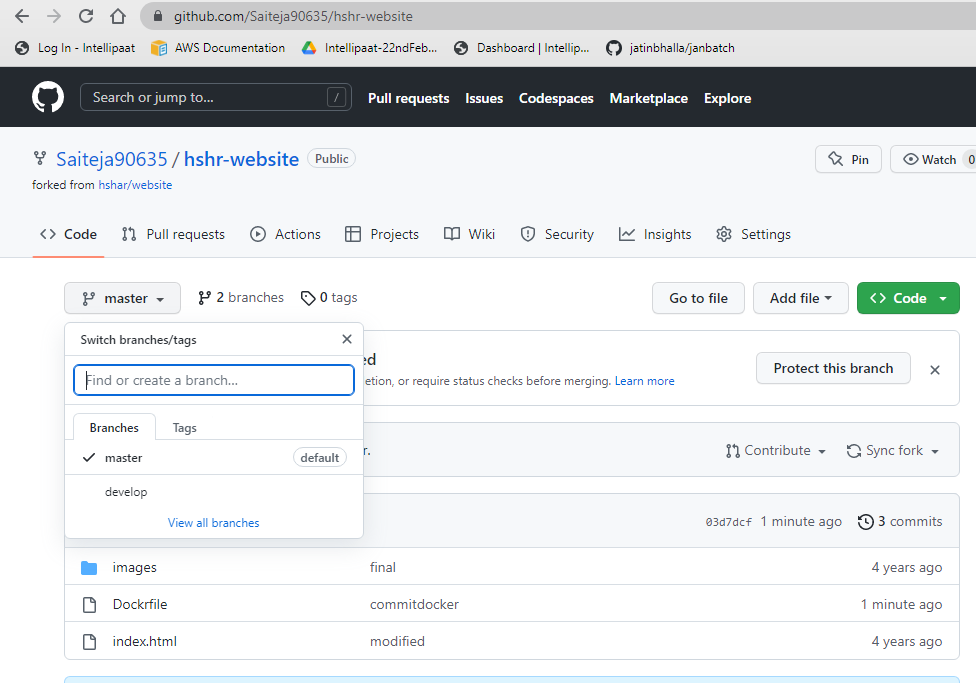 github.com/Saiteja90635/hshr-website
Log In - Intellipaat AWS Documentation Intellipaat-22ndFeb... Dashboard | Intellip... jatinbhalla/janbatch
Search or jump to... / Pull requests Issues Codespaces Marketplace Explore
Saiteja90635 / hshr-website Public Pin Watch 0
forked from hshar/website
Code Pull requests Actions Projects Wiki Security Insights Settings
master 2 branches 0 tags Go to file Add file Code
Switch branches/tags
ed
Find or create a branch...
etion, or require status checks before merging. Learn more
Protect this branch
Branches Tags
master default
r.
Contribute Sync fork
develop
View all branches
03d7dcf 1 minute ago 3 commits
images final 4 years ago
Dockrfile commitdocker 1 minute ago
index.html modified 4 years ago